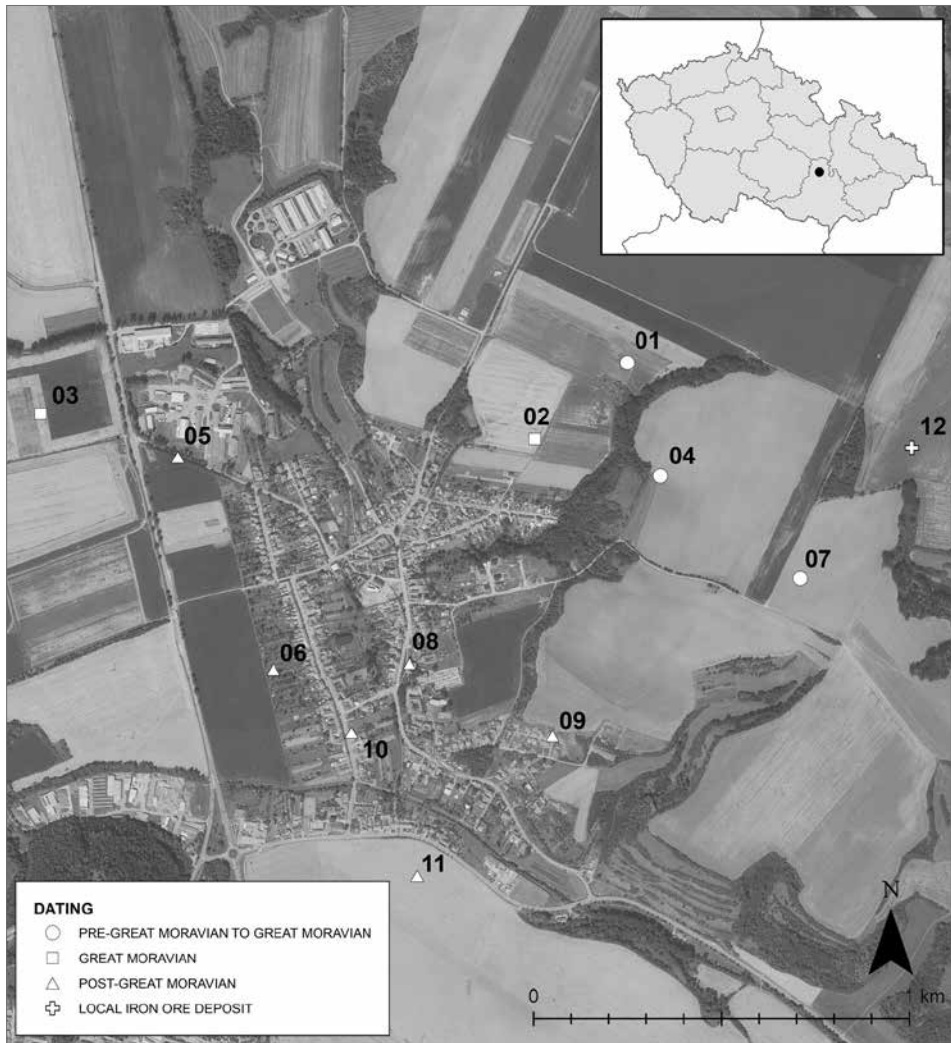 01
03
02
12
05
04
07
06
08
09
10
11
DATING
PRE-GREAT MORAVIAN TO GREAT MORAVIAN
GREAT MORAVIAN
POST-GREAT MORAVIAN
LOCAL IRON ORE DEPOSIT
N
0
1
km